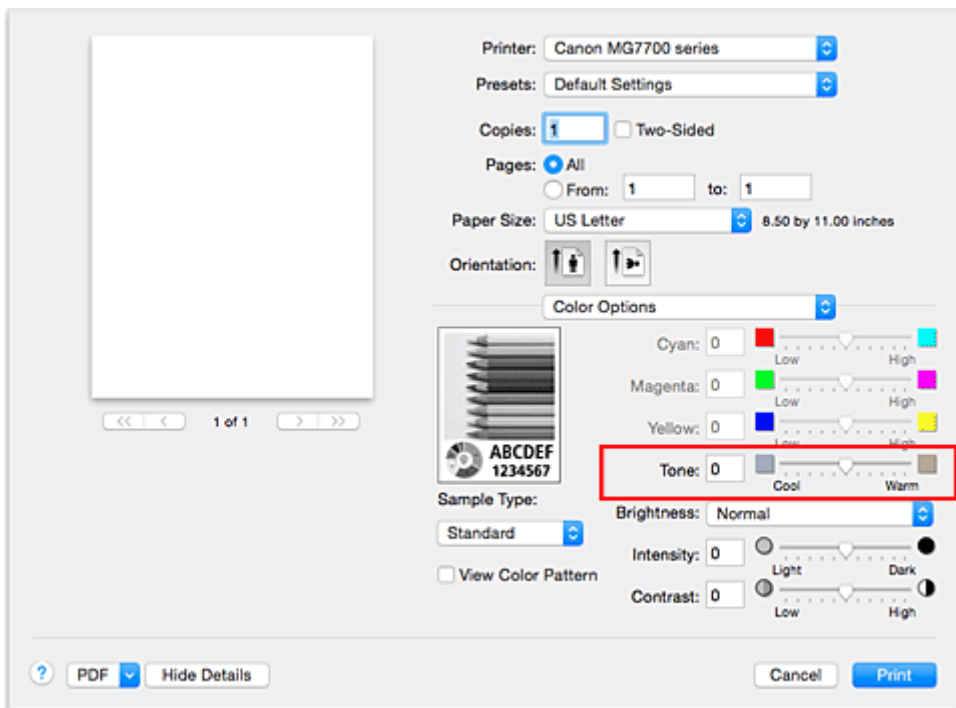 Printer: Canon MG7700 series
Presets: Default Settings
Copies: 1 Two-Sided
Pages: All
From: 1 to: 1
Paper Size: US Letter 8.50 by 11.00 inches
Orientation:
Color Options
Cyan: 0
Low High
Magenta: 0
Low High
Yellow: 0
Low High
Tone: 0
Cool Warm
Brightness: Normal
Intensity: 0
Light Dark
Contrast: 0
Low High
ABCDEF
1234567
Sample Type:
Standard
View Color Pattern
<< < 1 of 1 > >>
? PDF Hide Details Cancel Print